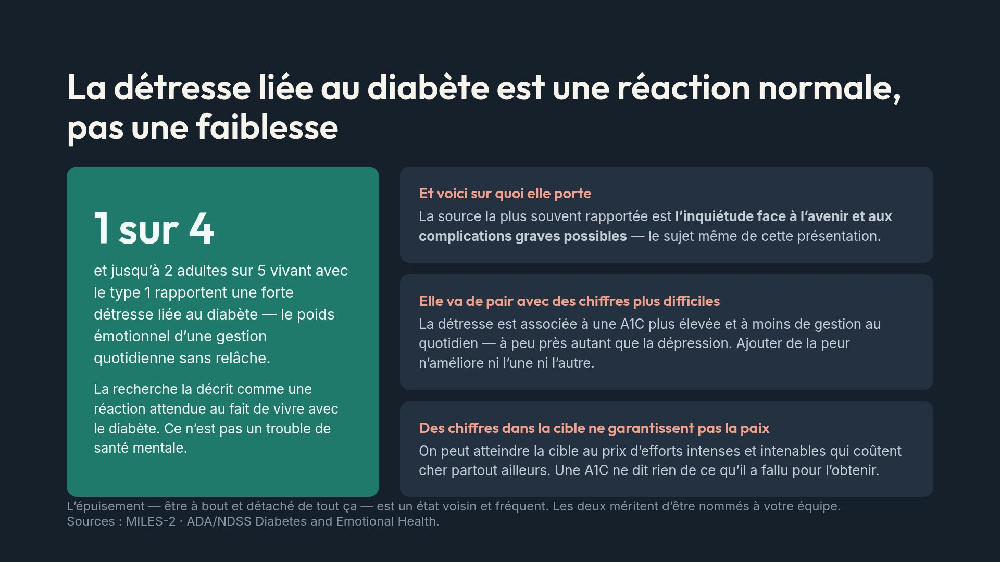 La détresse liée au diabète est une réaction normale,
pas une faiblesse
1 sur 4
et jusqu’à 2 adultes sur 5 vivant avec
le type 1 rapportent une forte
détresse liée au diabète — le poids
émotionnel d’une gestion
quotidienne sans relâche.
La recherche la décrit comme une
réaction attendue au fait de vivre avec
le diabète. Ce n’est pas un trouble de
santé mentale.
Et voici sur quoi elle porte
La source la plus souvent rapportée est l’inquiétude face à l’avenir et aux
complications graves possibles — le sujet même de cette présentation.
Elle va de pair avec des chiffres plus difficiles
La détresse est associée à une A1C plus élevée et à moins de gestion au
quotidien — à peu près autant que la dépression. Ajouter de la peur
n’améliore ni l’une ni l’autre.
Des chiffres dans la cible ne garantissent pas la paix
On peut atteindre la cible au prix d’efforts intenses et intenables qui coûtent
cher partout ailleurs. Une A1C ne dit rien de ce qu’il a fallu pour l’obtenir.
L’épuisement — être à bout et détaché de tout ça — est un état voisin et fréquent. Les deux méritent d’être nommés à votre équipe.
Sources : MILES-2 · ADA/NDSS Diabetes and Emotional Health.